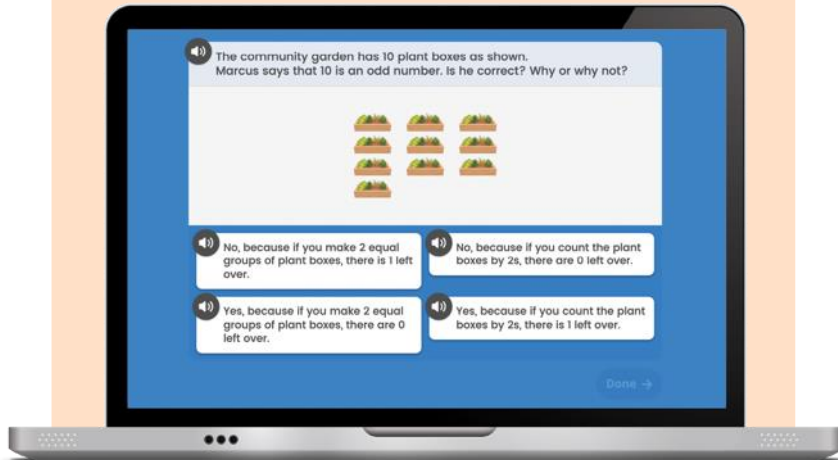 The community garden has 10 plant boxes as shown.
Marcus says that 10 is an odd number. Is he correct? Why or why not?
No, because if you make 2 equal
groups of plant boxes, there is 1 left
over.
No, because if you count the plant
boxes by 2s, there are 0 left over.
Yes, because if you make 2 equal
groups of plant boxes, there are 0
left over.
Yes, because if you count the plant
boxes by 2s, there is 1 left over.
Done →